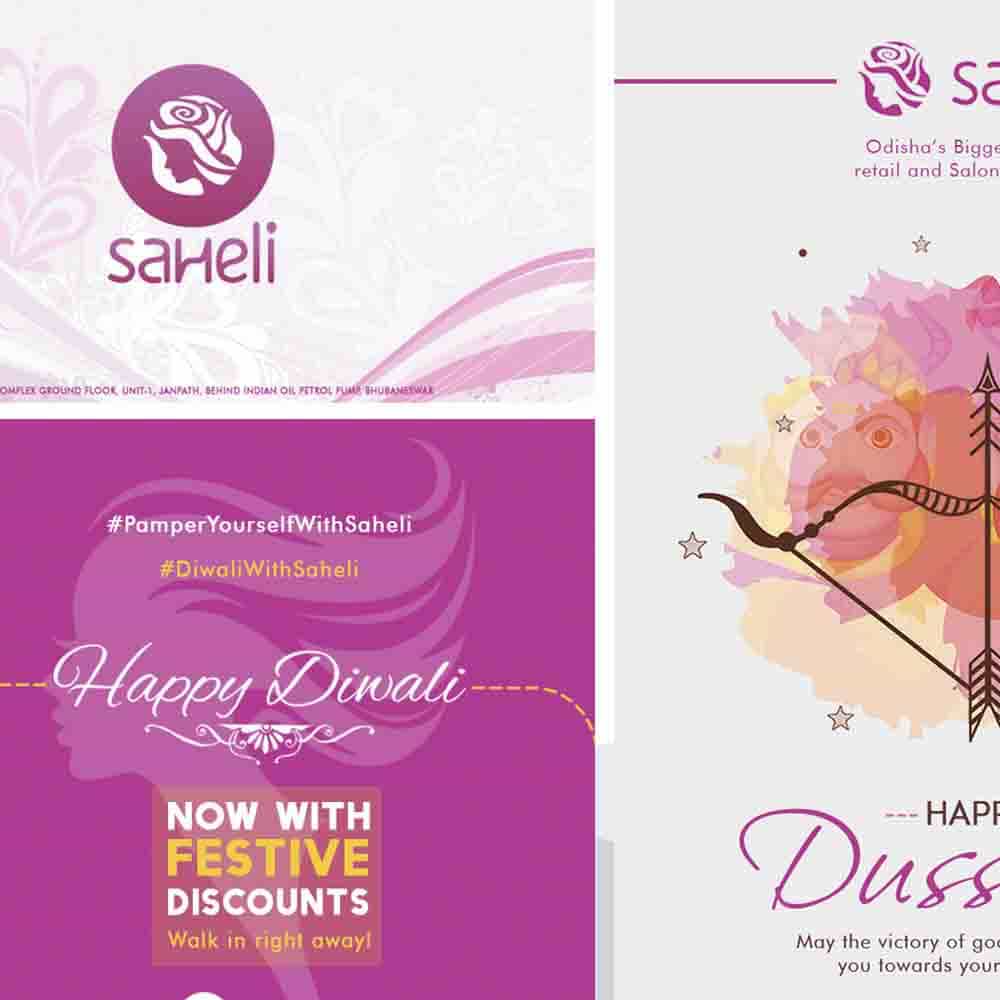 saheli
COMPLEX GROUND FLOOR, UNIT-1, JANPATH, BEHIND INDIAN OIL PETROL PUMP, BHUBANESWAR
#PamperYourselfWithSaheli
#DiwaliWithSaheli
Happy Diwali
NOW WITH
FESTIVE
DISCOUNTS
Walk in right away!
sa
Odisha's Bigge
retail and Salon
HAPP
Duss
May the victory of goo
you towards your